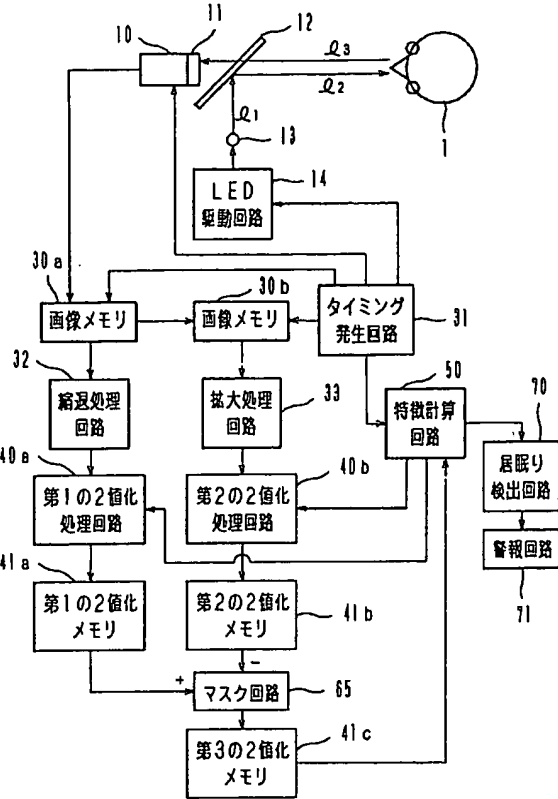 10
11
12
ℓ3
ℓ2
ℓ1
13
1
14
LED
駆動回路
30a
30b
画像メモリ
画像メモリ
タイミング
発生回路
31
32
縮退処理
回路
拡大処理
回路
33
50
特徴計算
回路
70
居眠り
検出回路
40a
第1の2値化
処理回路
第2の2値化
処理回路
40b
警報回路
71
41a
第1の2値化
メモリ
第2の2値化
メモリ
41b
+
−
マスク回路
65
第3の2値化
メモリ
41c